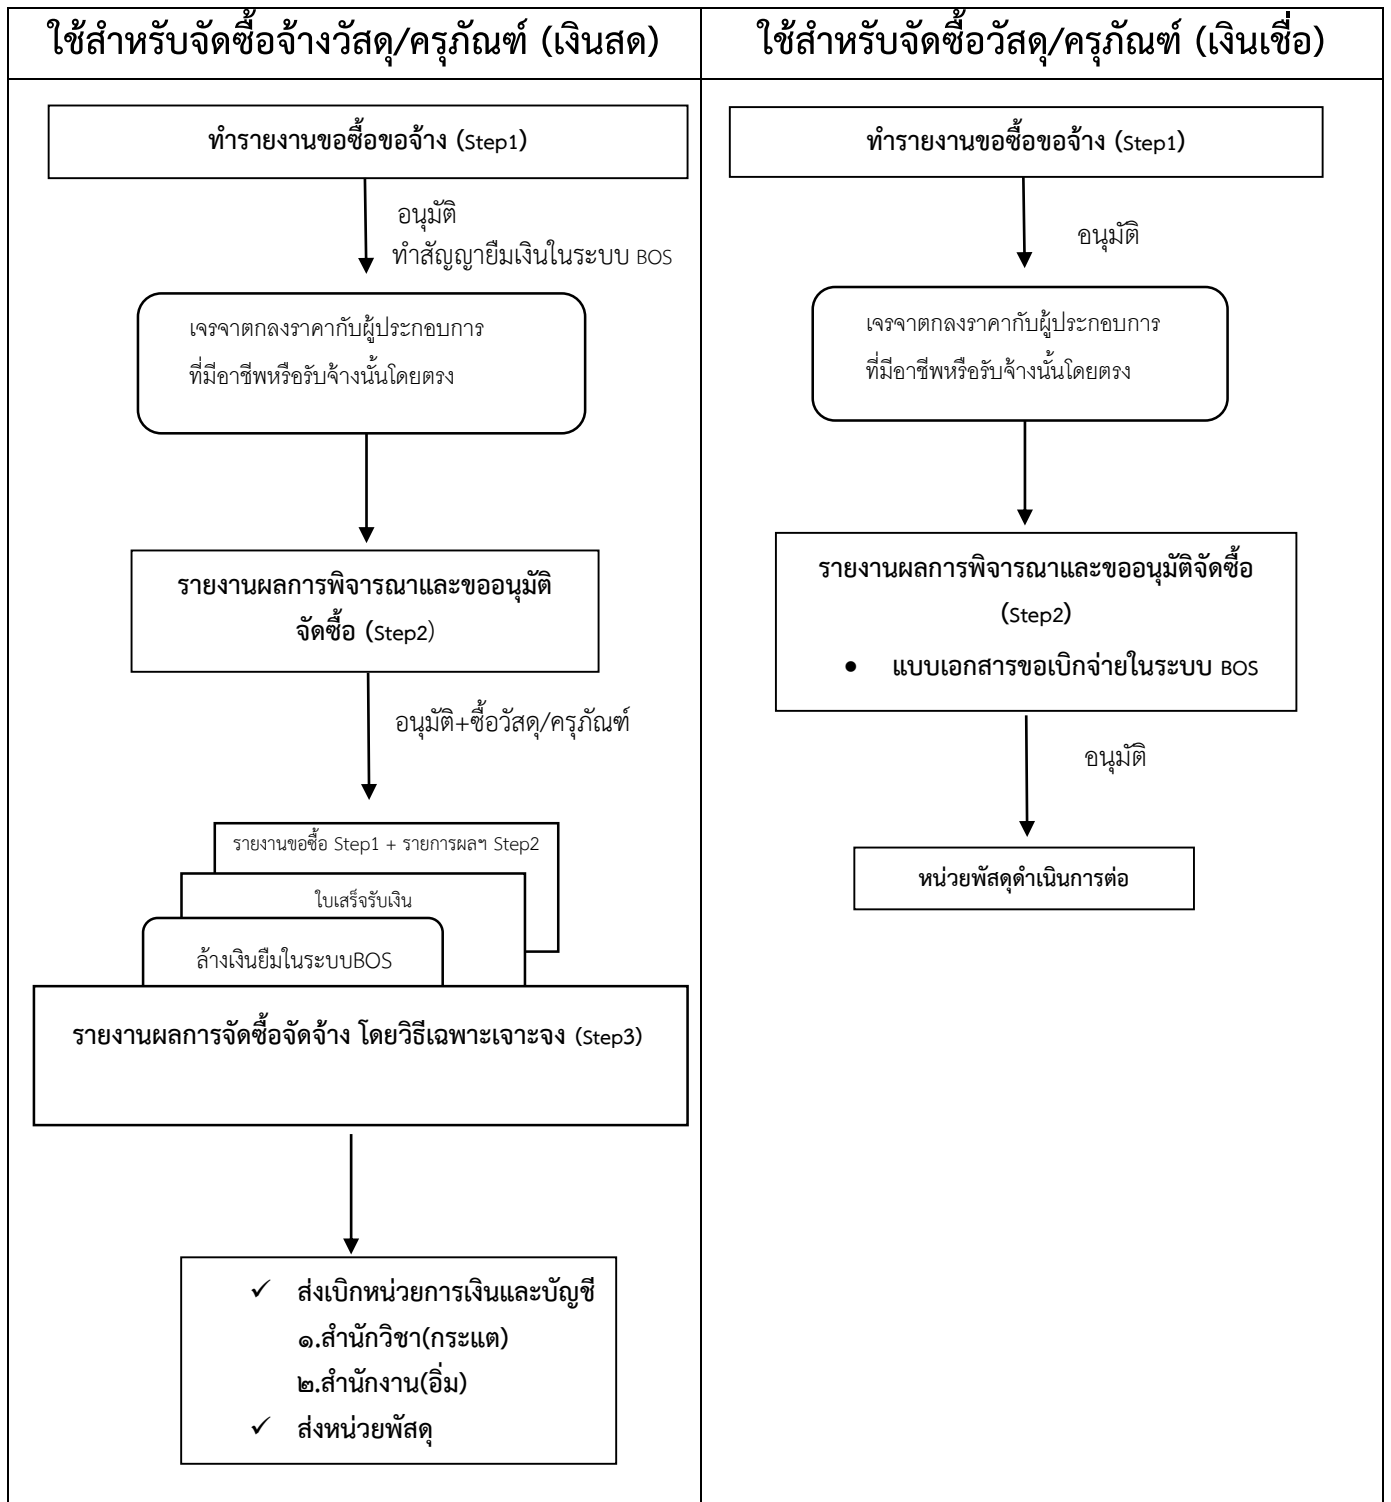 ใช้สำหรับจัดซื้อจ้างวัสดุ/ครุภัณฑ์ (เงินสด)
ทำรายงานขอซื้อขอจ้าง (Step1)
อนุมัติ
ทำสัญญายืมเงินในระบบ BOS
เจรจาตกลงราคากับผู้ประกอบการ
ที่มีอาชีพหรือรับจ้างนั้นโดยตรง
รายงานผลการพิจารณาและขออนุมัติ
จัดซื้อ (Step2)
อนุมัติ+ซื้อวัสดุ/ครุภัณฑ์
รายงานขอซื้อ Step1 + รายการผลฯ Step2
ใบเสร็จรับเงิน
ล้างเงินยืมในระบบBOS
รายงานผลการจัดซื้อจัดจ้าง โดยวิธีเฉพาะเจาะจง (Step3)
✓ ส่งเบิกหน่วยการเงินและบัญชี
๑.สำนักวิชา(กระแต)
๒.สำนักงาน(อิ่ม)
✓ ส่งหน่วยพัสดุ
ใช้สำหรับจัดซื้อวัสดุ/ครุภัณฑ์ (เงินเชื่อ)
ทำรายงานขอซื้อขอจ้าง (Step1)
อนุมัติ
เจรจาตกลงราคากับผู้ประกอบการ
ที่มีอาชีพหรือรับจ้างนั้นโดยตรง
รายงานผลการพิจารณาและขออนุมัติจัดซื้อ
(Step2)
• แบบเอกสารขอเบิกจ่ายในระบบ BOS
อนุมัติ
หน่วยพัสดุดำเนินการต่อ